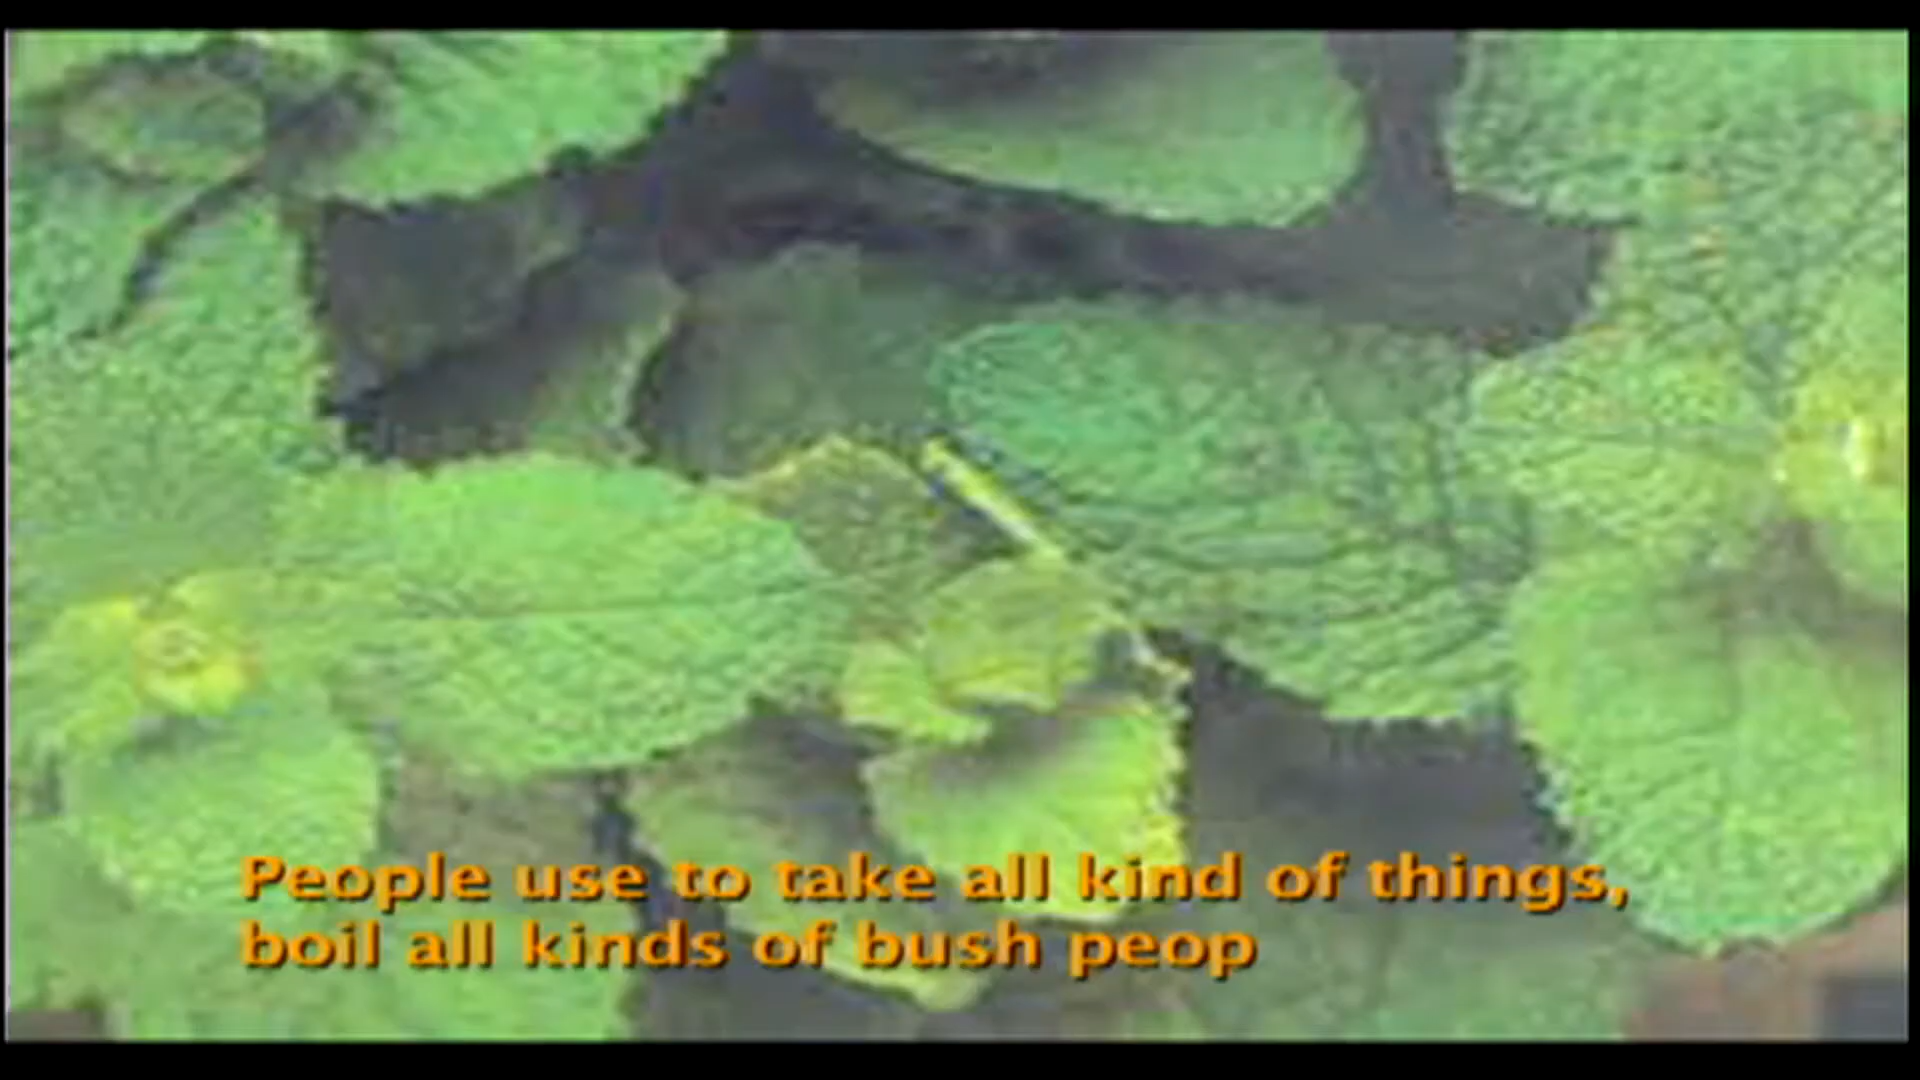 People use to take all kind of things,
boil all kinds of bush peop